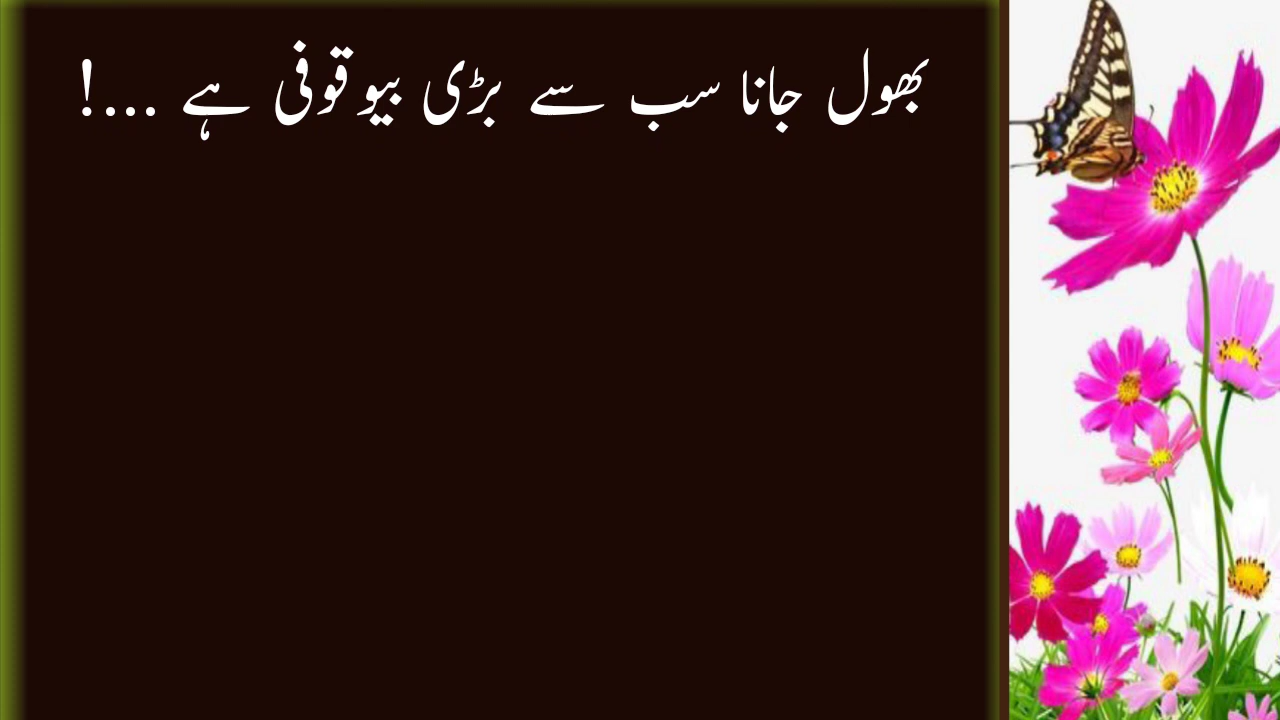 بھول جانا سب سے بڑی بیوقوفی ہے ...!